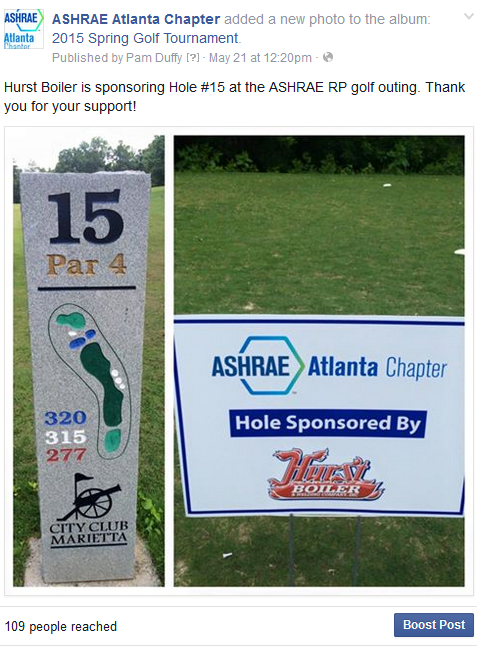 ASHRAE
Atlanta
Chapter
ASHRAE Atlanta Chapter added a new photo to the album:
2015 Spring Golf Tournament.
Published by Pam Duffy [?] · May 21 at 12:20pm ·
Hurst Boiler is sponsoring Hole #15 at the ASHRAE RP golf outing. Thank
you for your support!
15
Par 4
320
315
277
CITY CLUB
MARIETTA
ASHRAE Atlanta Chapter
Hole Sponsored By
Hurst
BOILER
& WELDING COMPANY, INC.
109 people reached
Boost Post